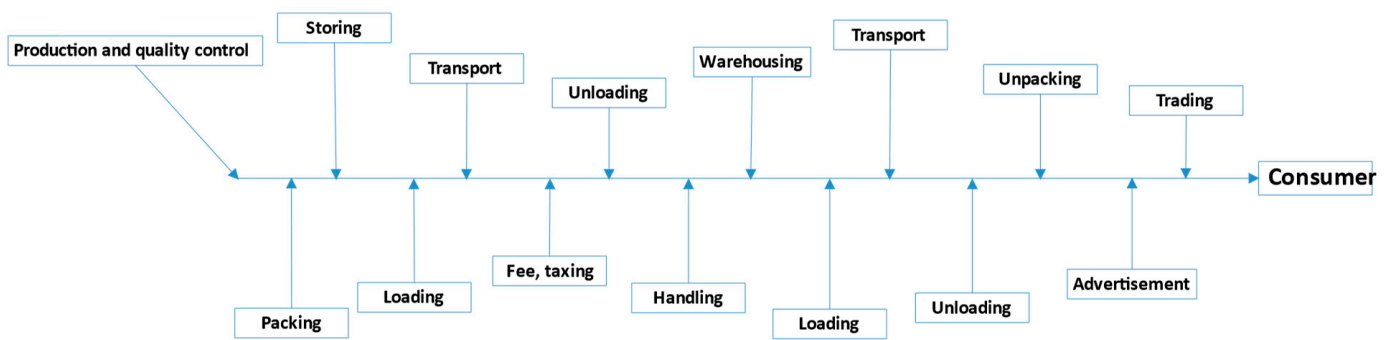 Production and quality control
Storing
Transport
Unloading
Warehousing
Transport
Unpacking
Trading
Consumer
Packing
Loading
Fee, taxing
Handling
Loading
Unloading
Advertisement